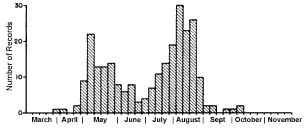 Number of Records
30
20
10
0
March | April | May | June | July | August | Sept | October | November